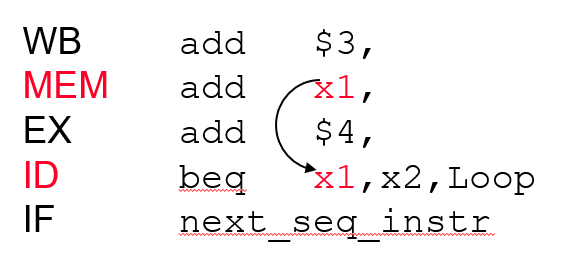 WB add $3,
MEM add x1,
EX add $4,
ID beq x1,x2,Loop
IF next_seq_instr